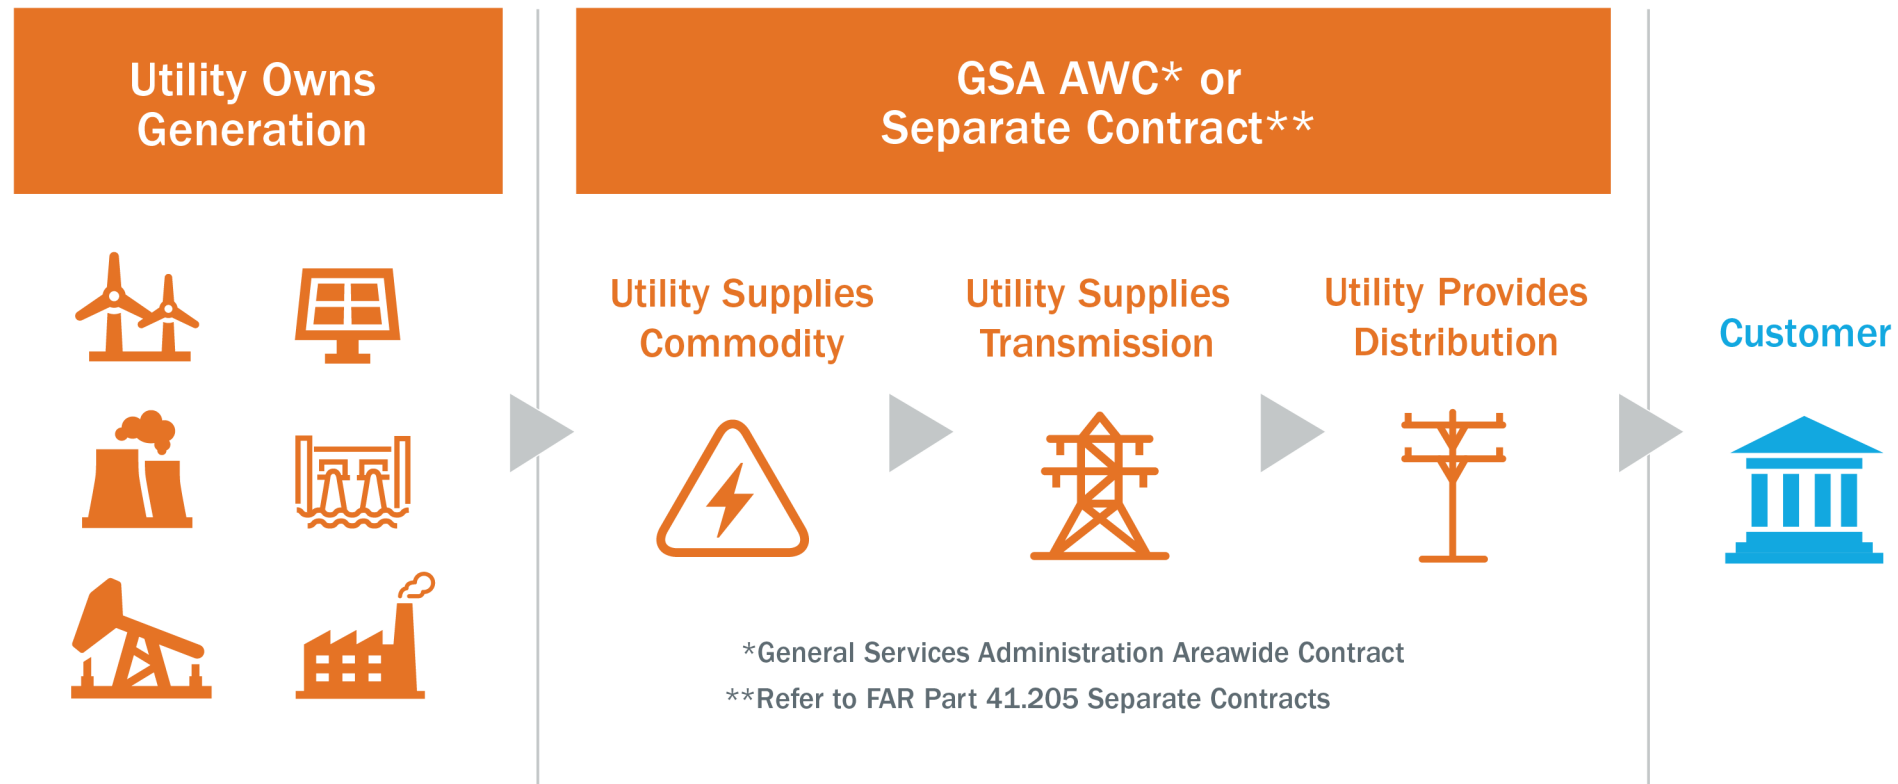 Utility Owns
Generation
GSA AWC* or
Separate Contract**
Utility Supplies
Commodity
Utility Supplies
Transmission
Utility Provides
Distribution
Customer
*General Services Administration Areawide Contract
**Refer to FAR Part 41.205 Separate Contracts